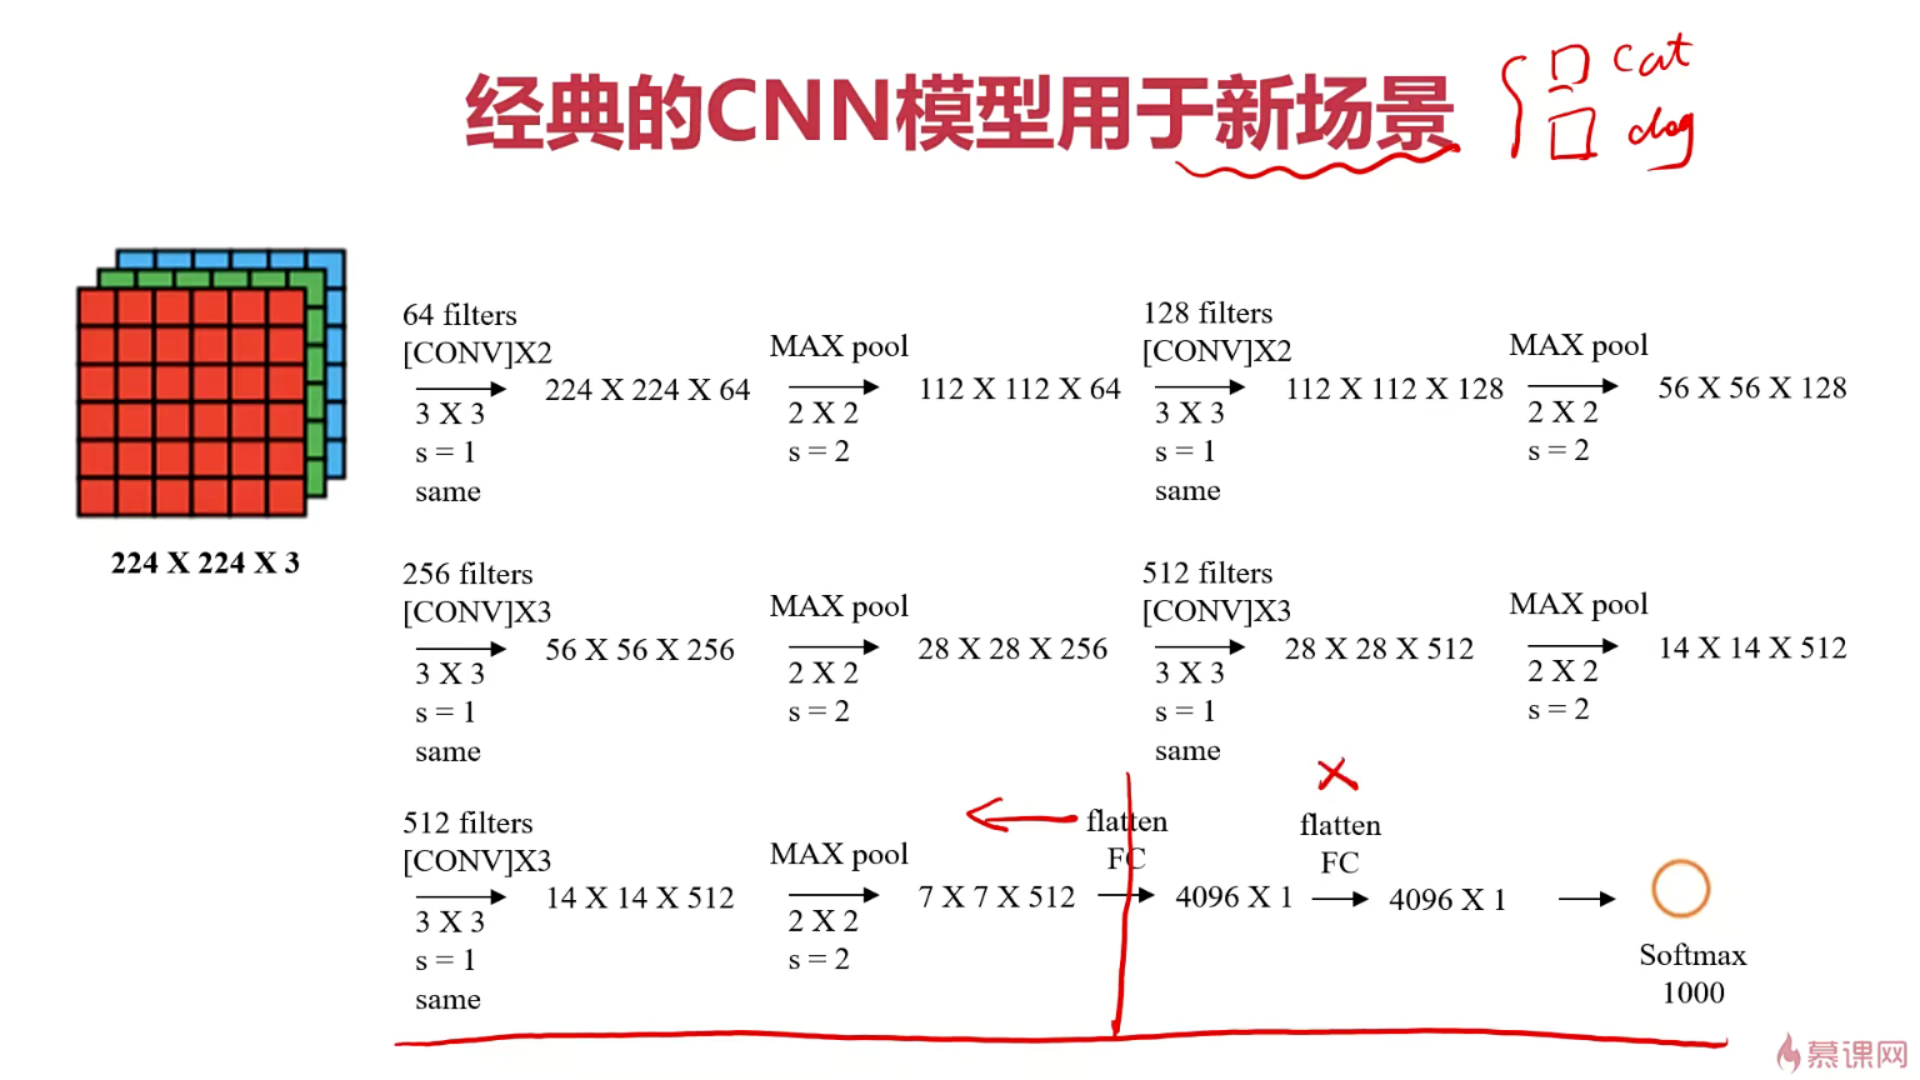 经典的CNN模型用于新场景
cat
dog
64 filters
[CONV]X2
3 X 3
s = 1
same
224 X 224 X 64
MAX pool
2 X 2
s = 2
112 X 112 X 64
128 filters
[CONV]X2
3 X 3
s = 1
same
112 X 112 X 128
MAX pool
2 X 2
s = 2
56 X 56 X 128
224 X 224 X 3
256 filters
[CONV]X3
3 X 3
s = 1
same
56 X 56 X 256
MAX pool
2 X 2
s = 2
28 X 28 X 256
512 filters
[CONV]X3
3 X 3
s = 1
same
28 X 28 X 512
MAX pool
2 X 2
s = 2
14 X 14 X 512
512 filters
[CONV]X3
3 X 3
s = 1
same
14 X 14 X 512
MAX pool
2 X 2
s = 2
7 X 7 X 512
flatten
FC
4096 X 1
flatten
FC
4096 X 1
Softmax
1000
慕课网